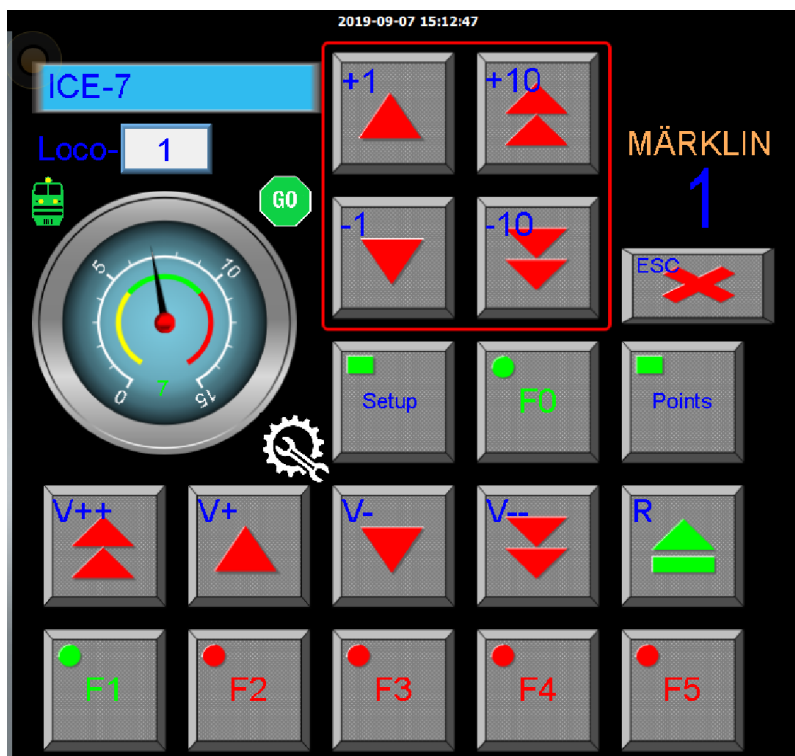 2019-09-07 15:12:47
ICE-7
+1
+10
Loco- 1
MÄRKLIN
1
GO
-1
-10
ESC
5
10
0
15
7
Setup
F0
Points
V++
V+
V-
V--
R
F1
F2
F3
F4
F5